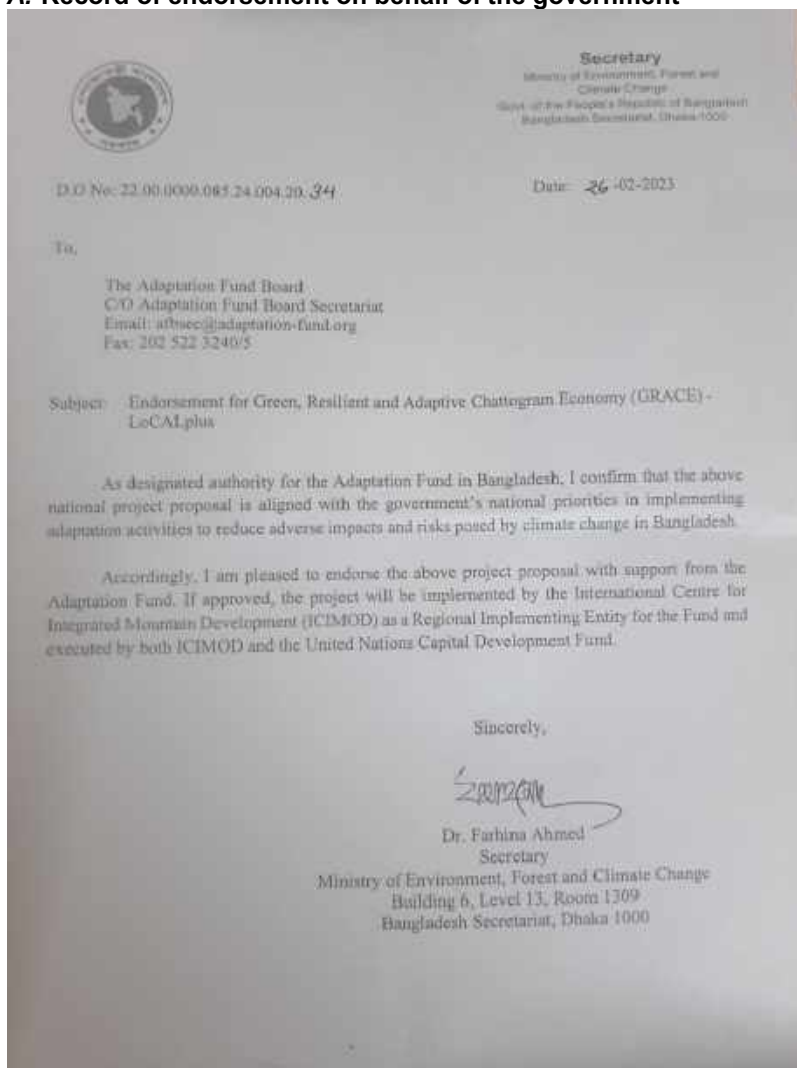 A. Record of endorsement on behalf of the government
Secretary
Ministry of Environment, Forest and
Climate Change
Govt. of the People's Republic of Bangladesh
Bangladesh Secretariat, Dhaka-1000
D.O No: 22.00.0000.085.24.004.20.34
Date: 26-02-2023
To,
The Adaptation Fund Board
C/O Adaptation Fund Board Secretariat
Email: afbsec@adaptation-fund.org
Fax: 202 522 3240/5
Subject: Endorsement for Green, Resilient and Adaptive Chattogram Economy (GRACE) -
LoCAL plus
As designated authority for the Adaptation Fund in Bangladesh, I confirm that the above
national project proposal is aligned with the government's national priorities in implementing
adaptation activities to reduce adverse impacts and risks posed by climate change in Bangladesh.
Accordingly, I am pleased to endorse the above project proposal with support from the
Adaptation Fund. If approved, the project will be implemented by the International Centre for
Integrated Mountain Development (ICIMOD) as a Regional Implementing Entity for the Fund and
executed by both ICIMOD and the United Nations Capital Development Fund.
Sincerely,
Dr. Farhina Ahmed
Secretary
Ministry of Environment, Forest and Climate Change
Building 6, Level 13, Room 1309
Bangladesh Secretariat, Dhaka 1000